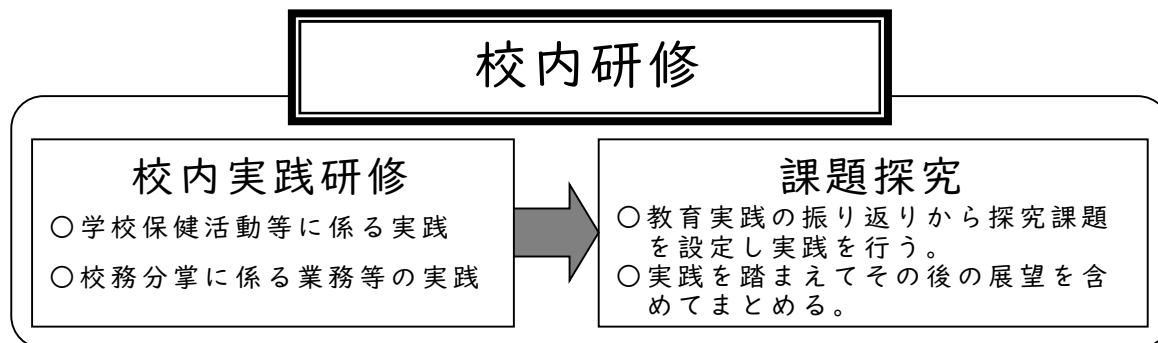 校内研修
校内実践研修
○学校保健活動等に係る実践
○校務分掌に係る業務等の実践
課題探究
○教育実践の振り返りから探究課題
を設定し実践を行う。
○実践を踏まえてその後の展望を含
めてまとめる。